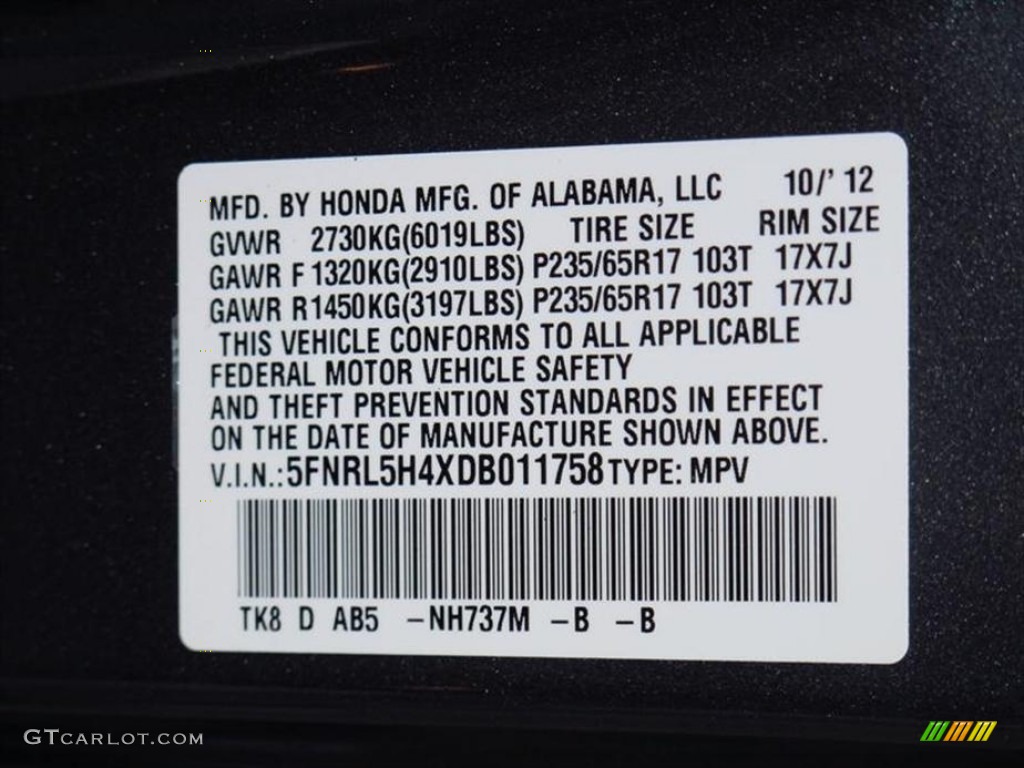 MFD. BY HONDA MFG. OF ALABAMA, LLC 10/' 12
GVWR 2730KG(6019LBS) TIRE SIZE RIM SIZE
GAWR F 1320KG(2910LBS) P235/65R17 103T 17X7J
GAWR R1450KG(3197LBS) P235/65R17 103T 17X7J
THIS VEHICLE CONFORMS TO ALL APPLICABLE
FEDERAL MOTOR VEHICLE SAFETY
AND THEFT PREVENTION STANDARDS IN EFFECT
ON THE DATE OF MANUFACTURE SHOWN ABOVE.
V.I.N.:5FNRL5H4XDB011758 TYPE: MPV
TK8 D AB5 -NH737M -B -B
GTCARLOT.COM